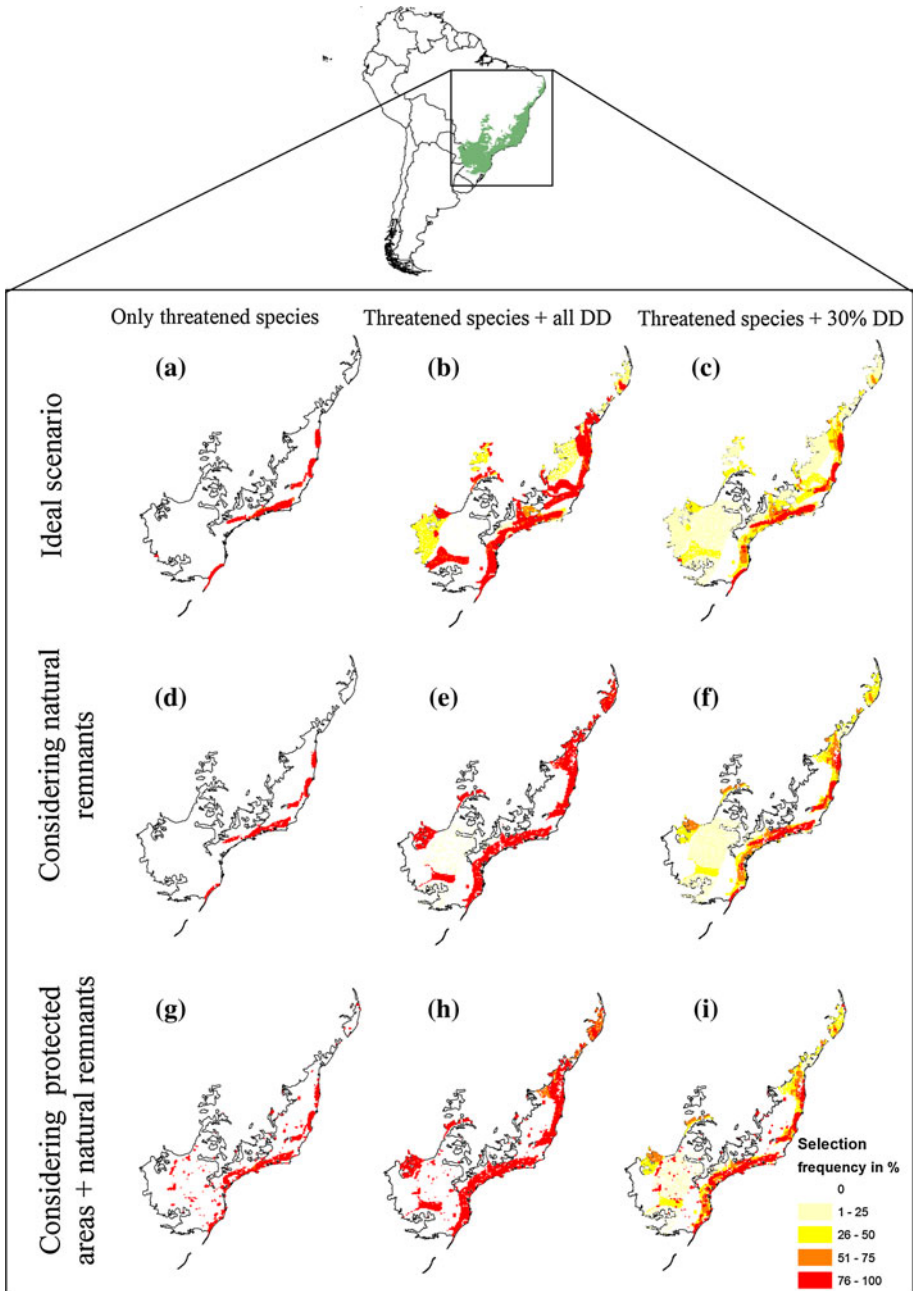 Only threatened species
Threatened species + all DD
Threatened species + 30% DD
Ideal scenario
(a)
(b)
(c)
Considering natural
remnants
(d)
(e)
(f)
Considering protected
areas + natural remnants
(g)
(h)
(i)
Selection
frequency in %
0
1 - 25
26 - 50
51 - 75
76 - 100